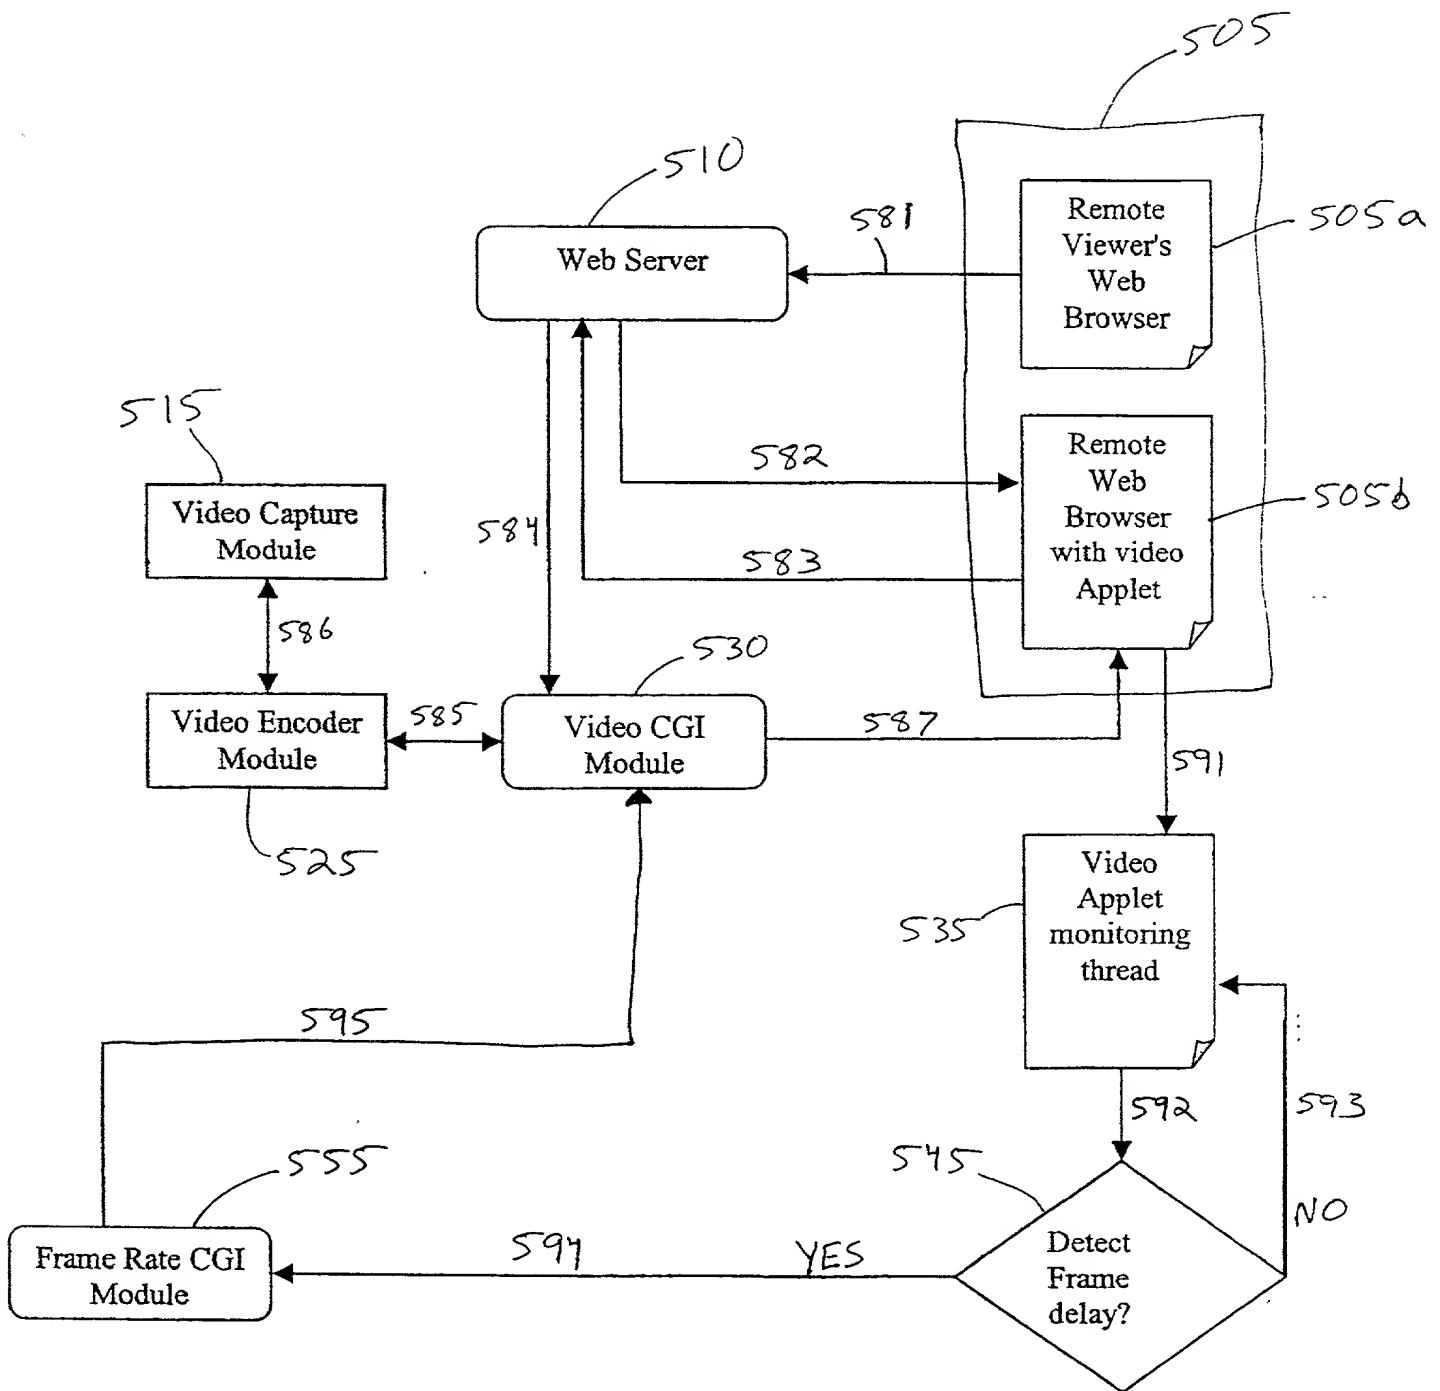 505
510
581
Remote
Viewer's
Web
Browser
505a
Web Server
515
582
Remote
Web
Browser
with video
Applet
505b
Video Capture
Module
584
583
586
530
Video Encoder
Module
585
Video CGI
Module
587
591
525
Video
Applet
monitoring
thread
535
595
592
593
555
545
NO
Frame Rate CGI
Module
594
YES
Detect
Frame
delay?